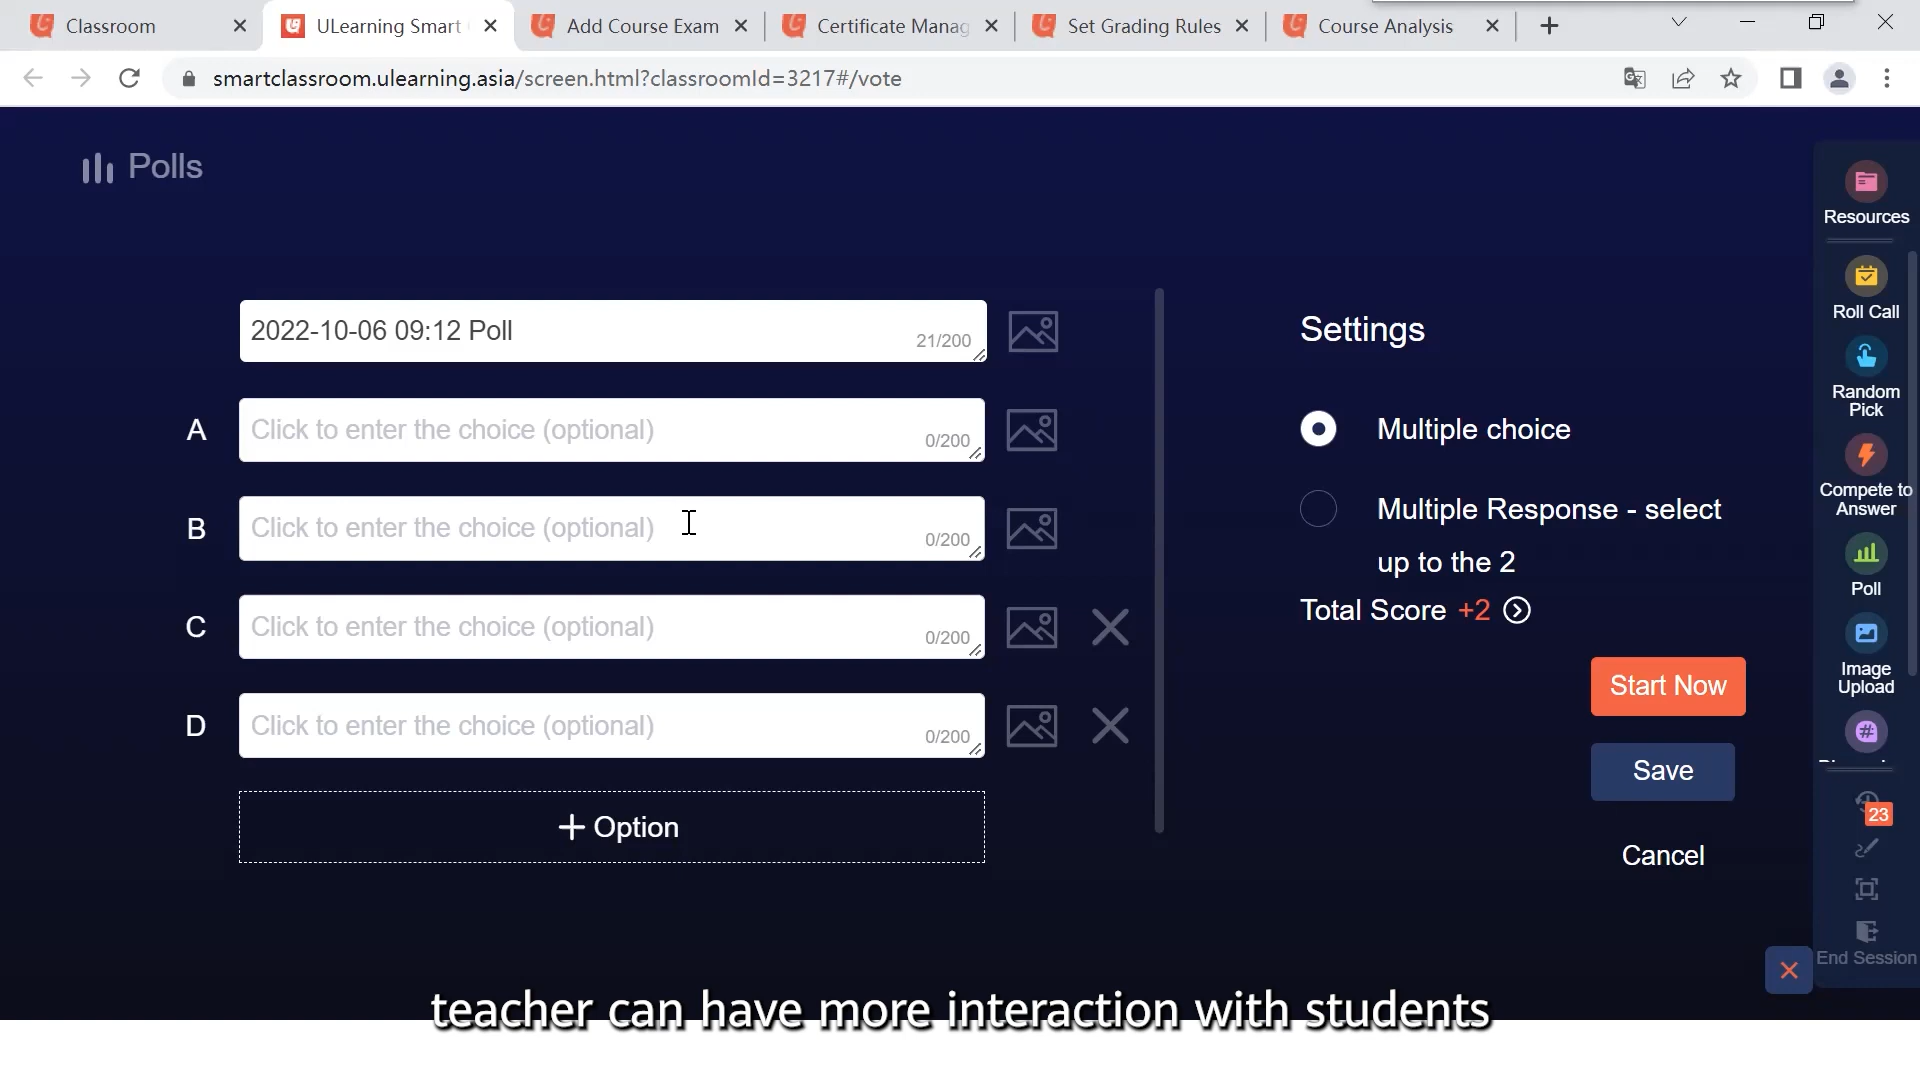 Classroom
ULearning Smart
Add Course Exam
Certificate Manag
Set Grading Rules
Course Analysis
smartclassroom.ulearning.asia/screen.html?classroomId=3217#/vote
Polls
2022-10-06 09:12 Poll
21/200
A
Click to enter the choice (optional)
0/200
B
Click to enter the choice (optional)
0/200
C
Click to enter the choice (optional)
0/200
D
Click to enter the choice (optional)
0/200
+ Option
Settings
Multiple choice
Multiple Response - select
up to the 2
Total Score +2
Start Now
Save
Cancel
Resources
Roll Call
Random
Pick
Compete to
Answer
Poll
Image
Upload
23
End Session
teacher can have more interaction with students